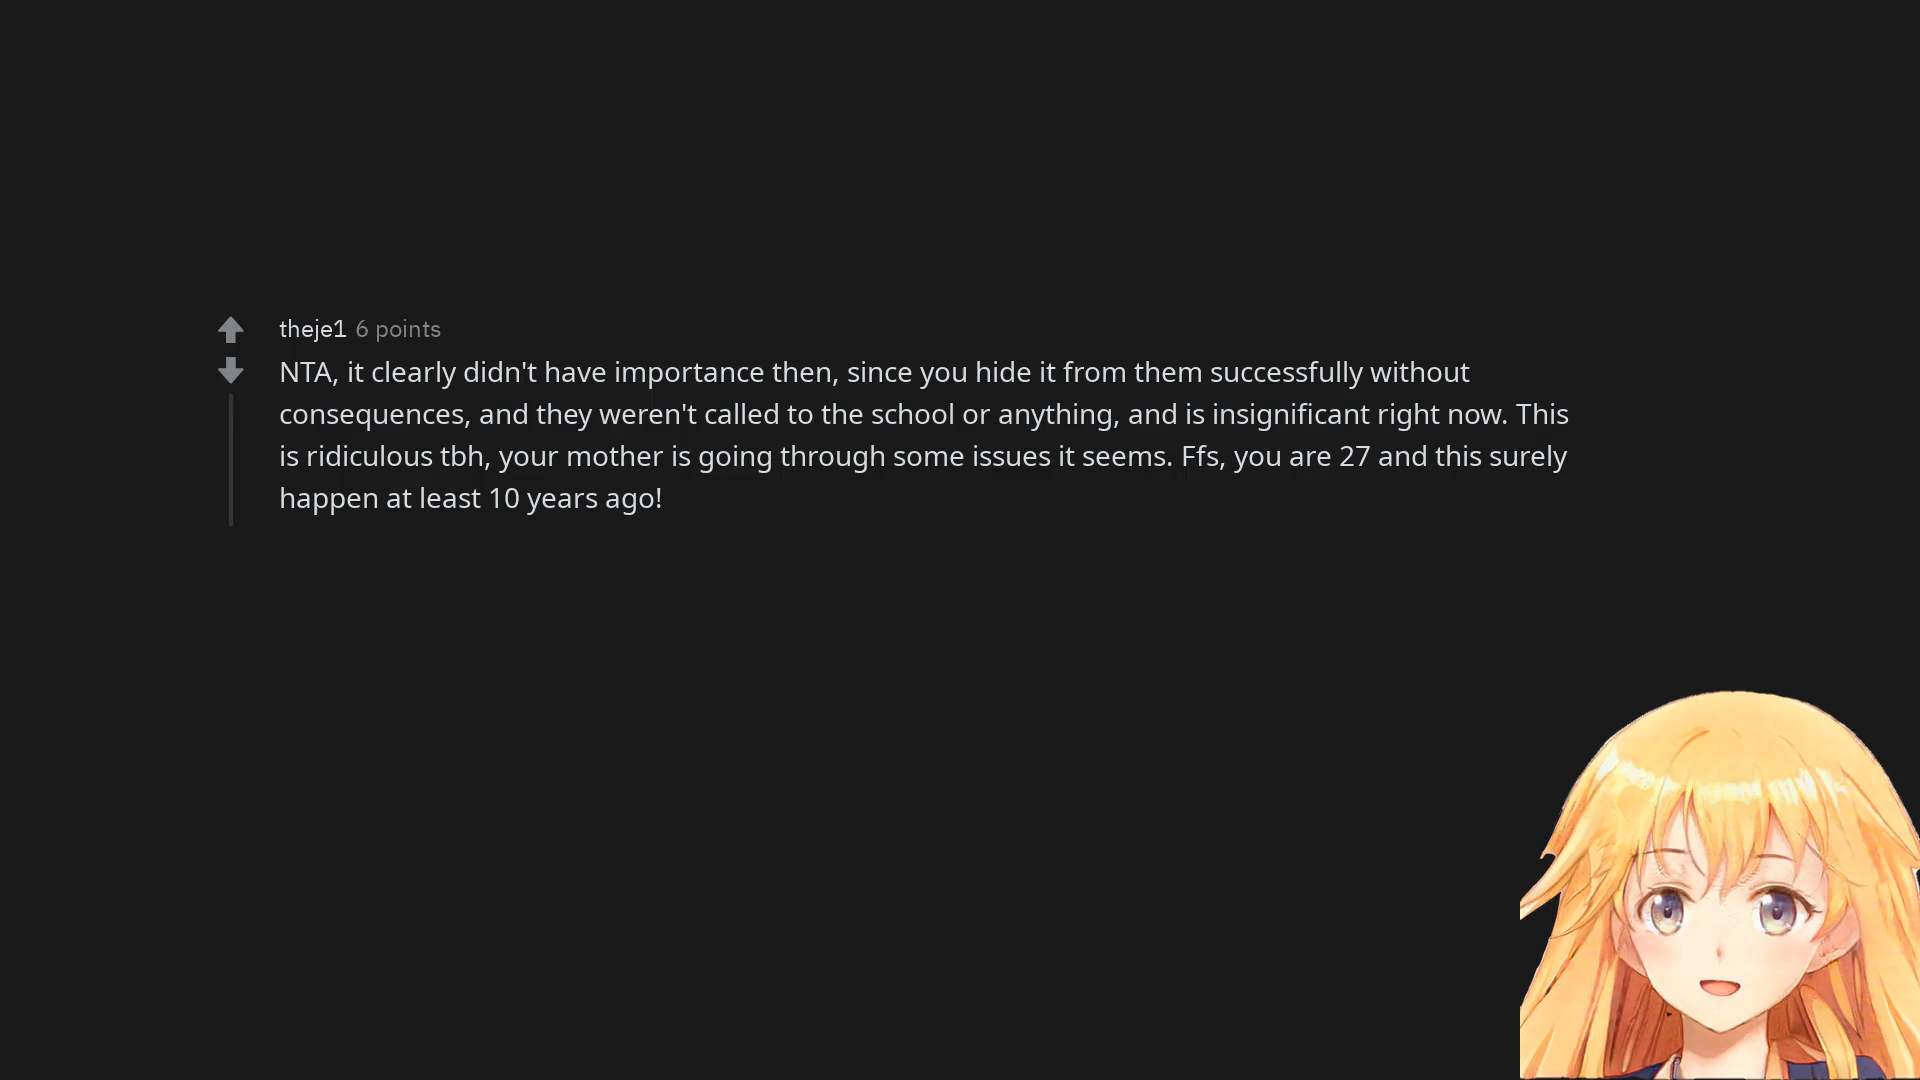 theje1 6 points
NTA, it clearly didn't have importance then, since you hide it from them successfully without
consequences, and they weren't called to the school or anything, and is insignificant right now. This
is ridiculous tbh, your mother is going through some issues it seems. Ffs, you are 27 and this surely
happen at least 10 years ago!